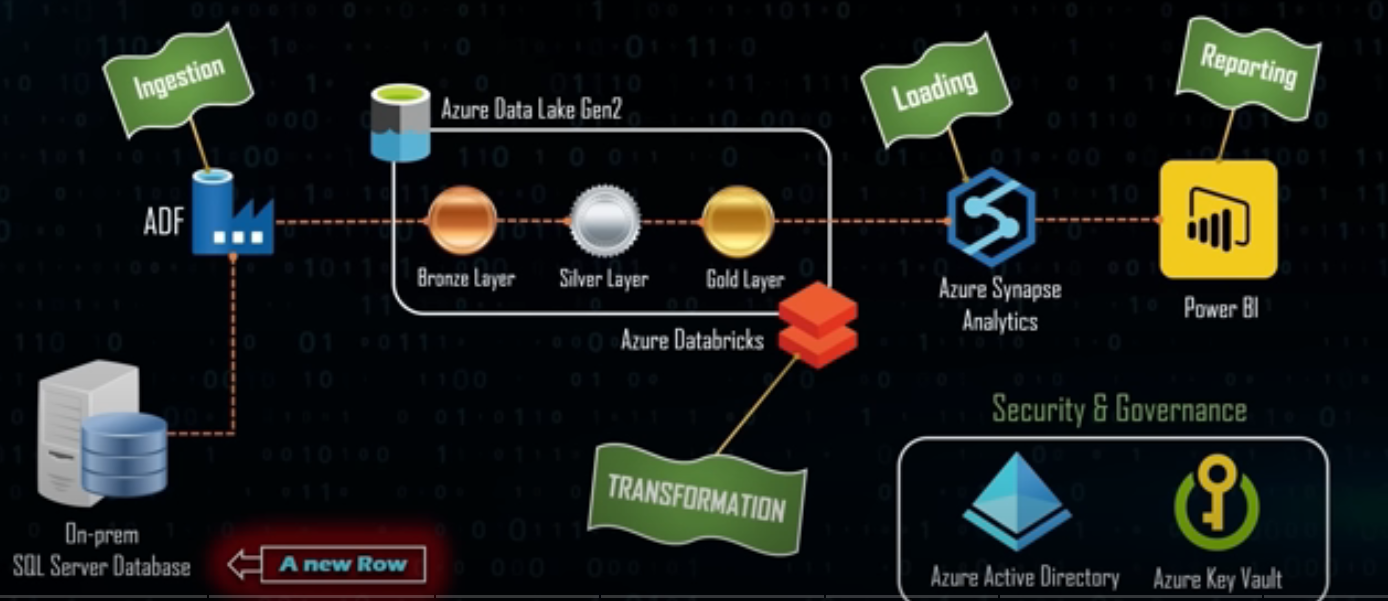 Ingestion
Loading
Reporting
Azure Data Lake Gen2
ADF
Bronze Layer
Silver Layer
Gold Layer
Azure Synapse
Analytics
Power BI
Azure Databricks
Security & Governance
TRANSFORMATION
On-prem
SQL Server Database
A new Row
Azure Active Directory
Azure Key Vault